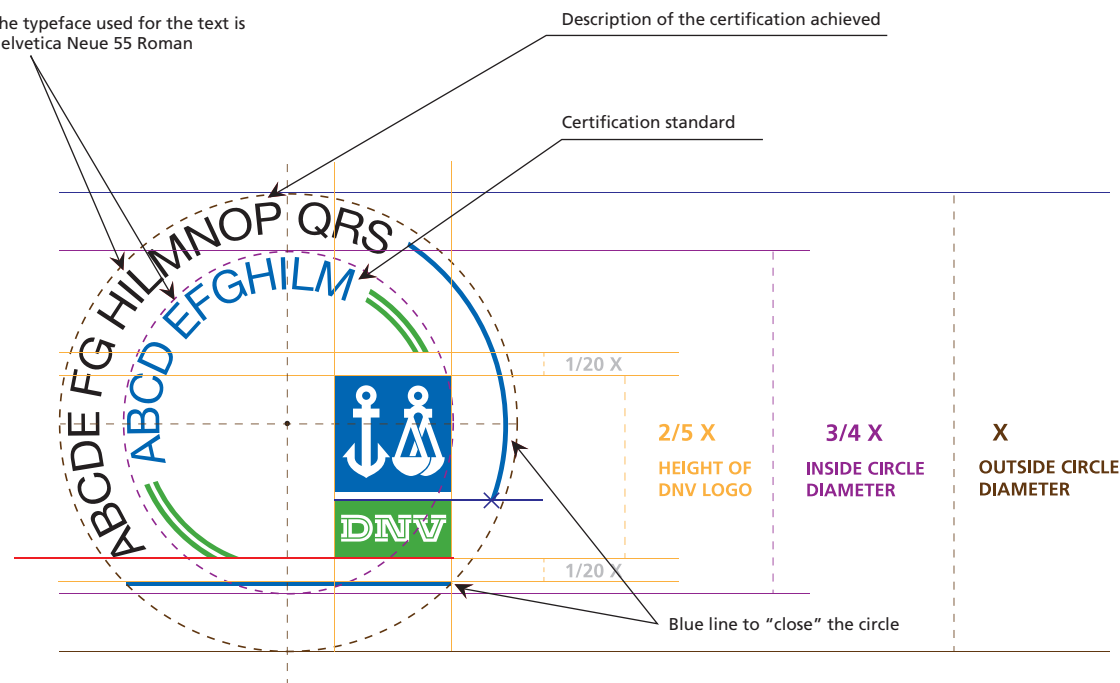 he typeface used for the text is
elvetica Neue 55 Roman
Description of the certification achieved
Certification standard
ABCDE FG HILMNOP QRS
ABCD EFGHILM
1/20 X
2/5 X
HEIGHT OF
DNV LOGO
3/4 X
INSIDE CIRCLE
DIAMETER
X
OUTSIDE CIRCLE
DIAMETER
DNV
1/20 X
Blue line to “close” the circle